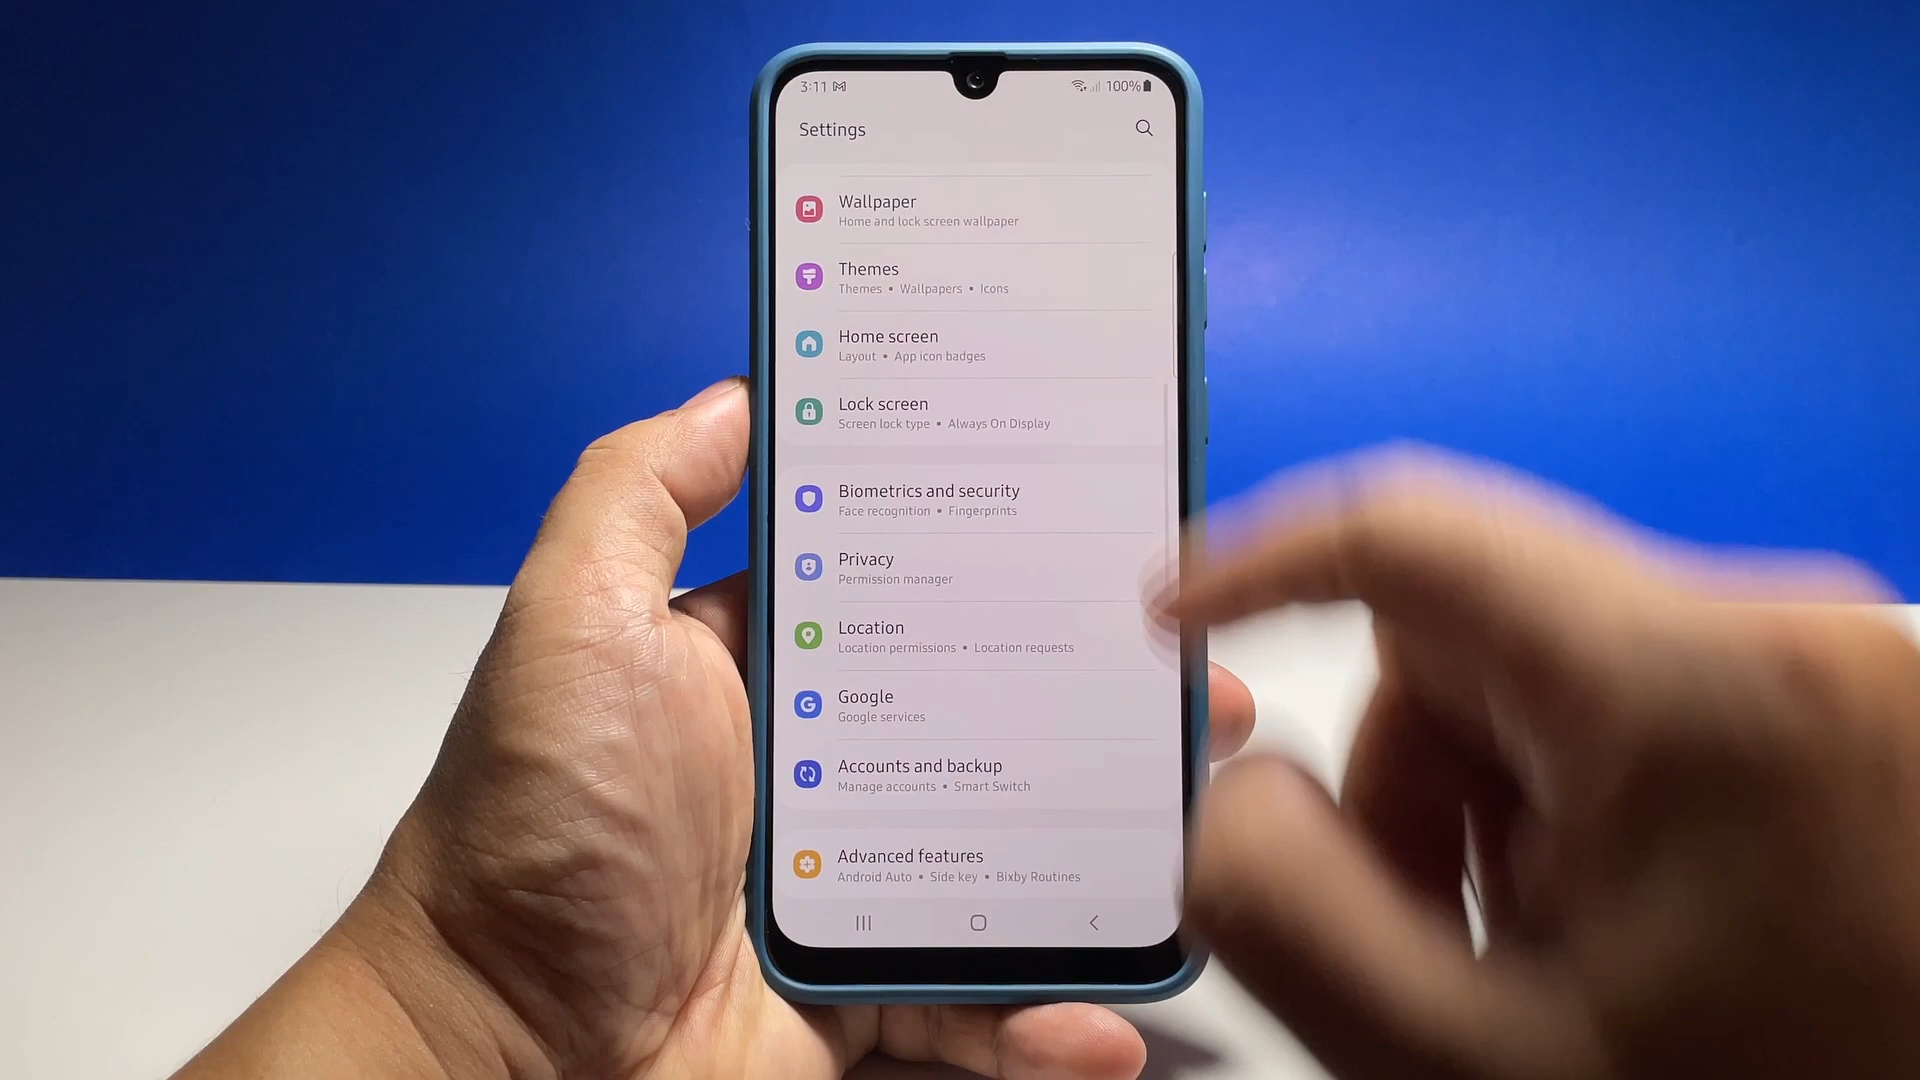 3:11
100%
Settings
Wallpaper
Home and lock screen wallpaper
Themes
Themes • Wallpapers • Icons
Home screen
Layout • App icon badges
Lock screen
Screen lock type • Always On Display
Biometrics and security
Face recognition • Fingerprints
Privacy
Permission manager
Location
Location permissions • Location requests
Google
Google services
Accounts and backup
Manage accounts • Smart Switch
Advanced features
Android Auto • Side key • Bixby Routines